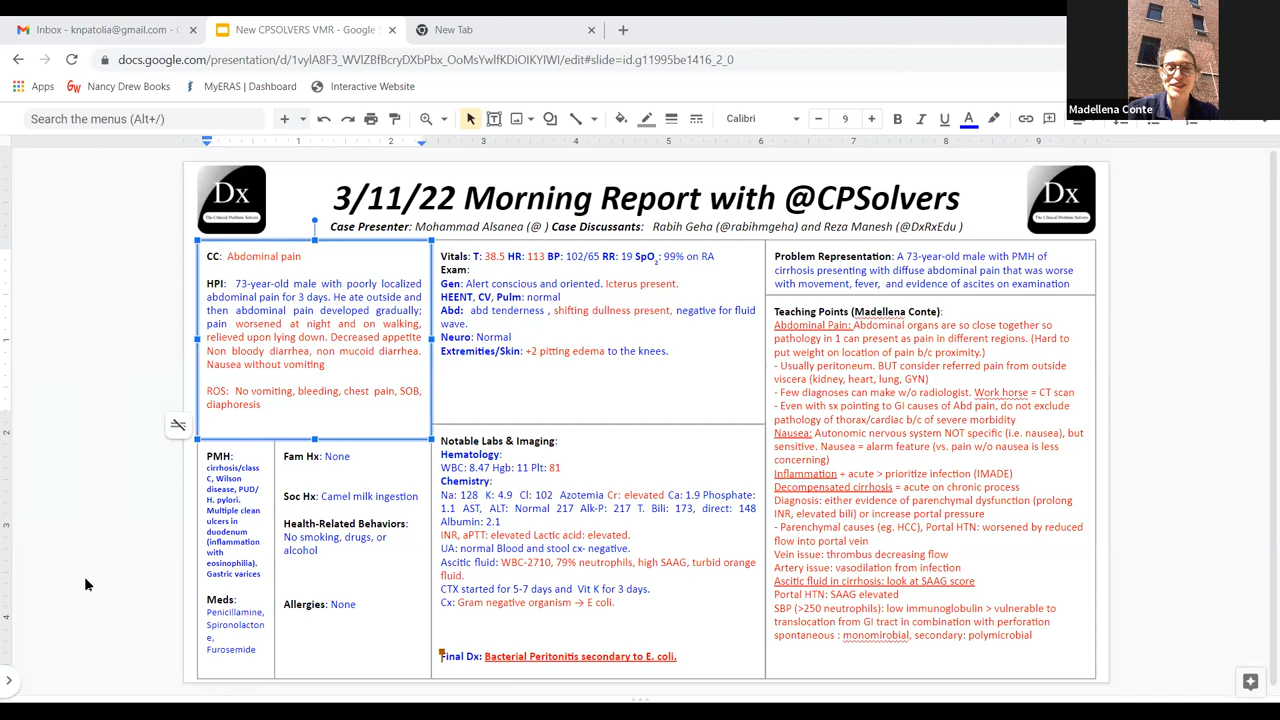 Inbox - knpatolia@gmail.com - C
New CPSOLVERS VMR - Google S
New Tab
docs.google.com/presentation/d/1vylA8F3_WVlZBfBcryDXbPbx_OoMsYwlfKDiOIKYIWI/edit#slide=id.g11995be1416_2_0
Apps
Nancy Drew Books
MyERAS | Dashboard
Interactive Website
Madellena Conte
Search the menus (Alt+/)
Calibri
9
B I U A
1 1 2 3 4 5 6 7 8 9
Dx
The Clinical Problem Solvers
3/11/22 Morning Report with @CPSolvers
Case Presenter: Mohammad Alsanea (@ ) Case Discussants: Rabih Geha (@rabihmgeha) and Reza Manesh (@DxRxEdu )
Dx
The Clinical Problem Solvers
CC: Abdominal pain
HPI: 73-year-old male with poorly localized
abdominal pain for 3 days. He ate outside and
then abdominal pain developed gradually;
pain worsened at night and on walking,
relieved upon lying down. Decreased appetite
Non bloody diarrhea, non mucoid diarrhea.
Nausea without vomiting
ROS: No vomiting, bleeding, chest pain, SOB,
diaphoresis
PMH:
cirrhosis/class
C, Wilson
disease, PUD/
H. pylori.
Multiple clean
ulcers in
duodenum
(inflammation
with
eosinophilia).
Gastric varices
Meds:
Penicillamine,
Spironolacton
e,
Furosemide
Fam Hx: None
Soc Hx: Camel milk ingestion
Health-Related Behaviors:
No smoking, drugs, or
alcohol
Allergies: None
Vitals: T: 38.5 HR: 113 BP: 102/65 RR: 19 SpO2: 99% on RA
Exam:
Gen: Alert conscious and oriented. Icterus present.
HEENT, CV, Pulm: normal
Abd: abd tenderness , shifting dullness present, negative for fluid
wave.
Neuro: Normal
Extremities/Skin: +2 pitting edema to the knees.
Notable Labs & Imaging:
Hematology:
WBC: 8.47 Hgb: 11 Plt: 81
Chemistry:
Na: 128 K: 4.9 Cl: 102 Azotemia Cr: elevated Ca: 1.9 Phosphate:
1.1 AST, ALT: Normal 217 Alk-P: 217 T. Bili: 173, direct: 148
Albumin: 2.1
INR, aPTT: elevated Lactic acid: elevated.
UA: normal Blood and stool cx- negative.
Ascitic fluid: WBC-2710, 79% neutrophils, high SAAG, turbid orange
fluid.
CTX started for 5-7 days and Vit K for 3 days.
Cx: Gram negative organism → E coli.
Final Dx: Bacterial Peritonitis secondary to E. coli.
Problem Representation: A 73-year-old male with PMH of
cirrhosis presenting with diffuse abdominal pain that was worse
with movement, fever, and evidence of ascites on examination
Teaching Points (Madellena Conte):
Abdominal Pain: Abdominal organs are so close together so
pathology in 1 can present as pain in different regions. (Hard to
put weight on location of pain b/c proximity.)
- Usually peritoneum. BUT consider referred pain from outside
viscera (kidney, heart, lung, GYN)
- Few diagnoses can make w/o radiologist. Work horse = CT scan
- Even with sx pointing to GI causes of Abd pain, do not exclude
pathology of thorax/cardiac b/c of severe morbidity
Nausea: Autonomic nervous system NOT specific (i.e. nausea), but
sensitive. Nausea = alarm feature (vs. pain w/o nausea is less
concerning)
Inflammation + acute > prioritize infection (IMADE)
Decompensated cirrhosis = acute on chronic process
Diagnosis: either evidence of parenchymal dysfunction (prolong
INR, elevated bili) or increase portal pressure
- Parenchymal causes (eg. HCC), Portal HTN: worsened by reduced
flow into portal vein
Vein issue: thrombus decreasing flow
Artery issue: vasodilation from infection
Ascitic fluid in cirrhosis: look at SAAG score
Portal HTN: SAAG elevated
SBP (>250 neutrophils): low immunoglobulin > vulnerable to
translocation from GI tract in combination with perforation
spontaneous : monomirobial, secondary: polymicrobial